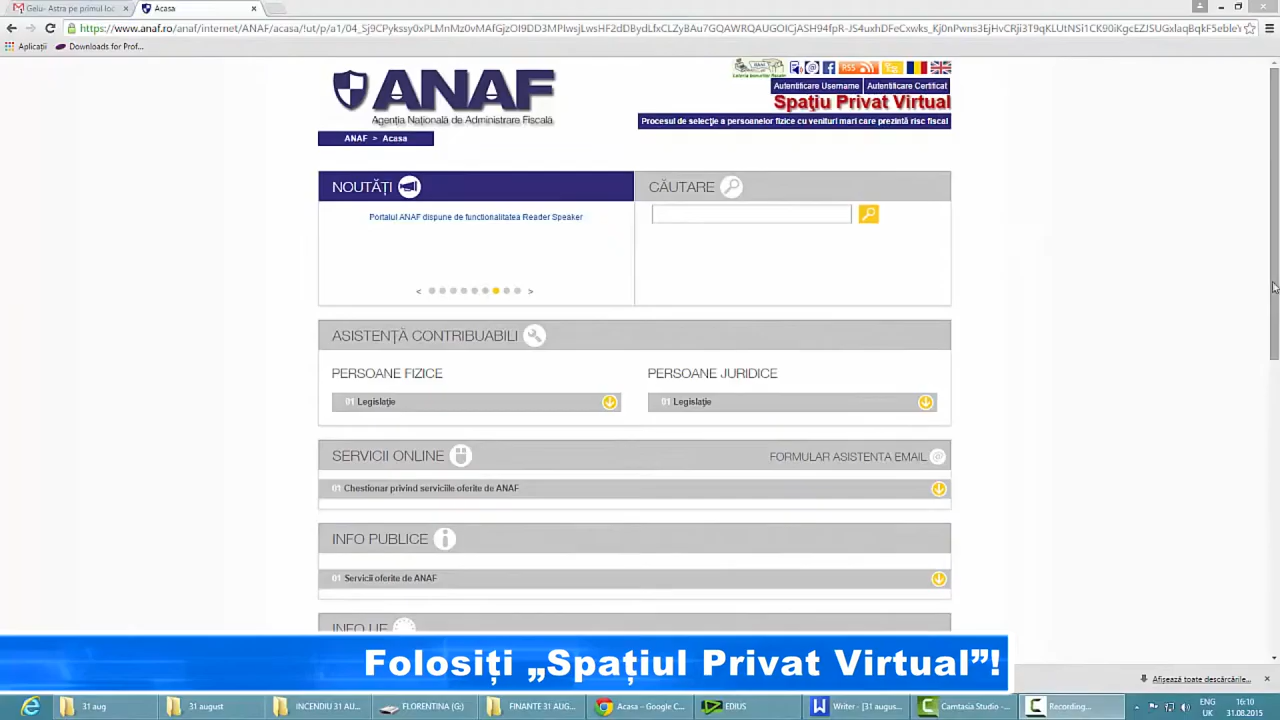 Gelu- Astra pe primul loc
Acasa
https://www.anaf.ro/anaf/internet/ANAF/acasa/!ut/p/a1/
Aplicații
Downloads for Prof...
ANAF
Agenția Națională de Administrare Fiscală
ANAF > Acasa
RSS
Autentificare Username
Autentificare Certificat
Spațiu Privat Virtual
Procesul de selecție a persoanelor fizice cu venituri mari care prezintă risc fiscal
NOUTĂȚI
CĂUTARE
Portalul ANAF dispune de functionalitatea Reader Speaker
< >
ASISTENȚĂ CONTRIBUABILI
PERSOANE FIZICE
PERSOANE JURIDICE
01 Legislație
01 Legislație
SERVICII ONLINE
FORMULAR ASISTENTA EMAIL
01 Chestionar privind serviciile oferite de ANAF
INFO PUBLICE
01 Servicii oferite de ANAF
INFO UE
Folosiți „Spațiul Privat Virtual”!
Afișează toate descărcările...
31 aug
31 august
INCENDIU 31 AU...
FLORENTINA (G:)
FINANTE 31 AUG...
Acasa – Google C...
EDIUS
Writer - [31 augus...
Camtasia Studio - ...
Recording...
ENG
UK
16:10
31.08.2015